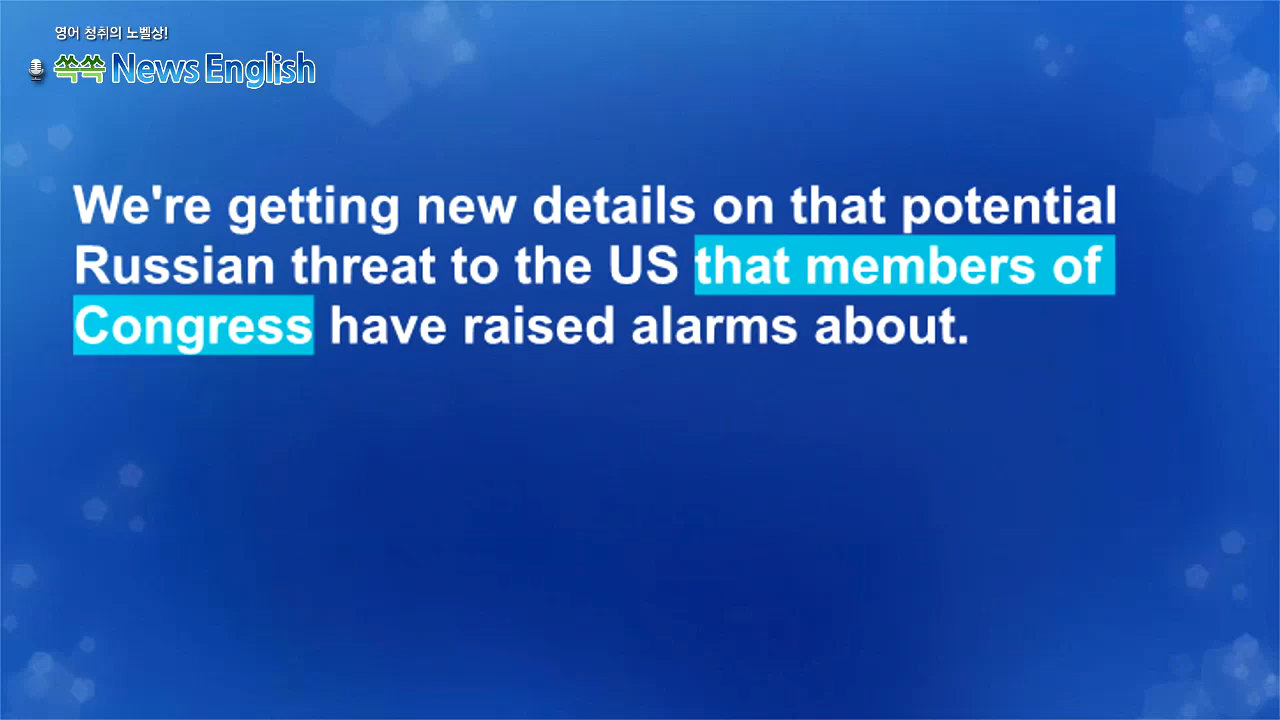 영어 청취의 노벨상!
쏙쏙 News English
We're getting new details on that potential
Russian threat to the US that members of
Congress have raised alarms about.